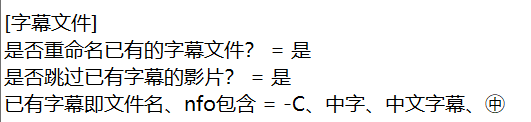 [字幕文件]
是否重命名已有的字幕文件？ = 是
是否跳过已有字幕的影片？ = 是
已有字幕即文件名、nfo包含 = -C、中字、中文字幕、㊥